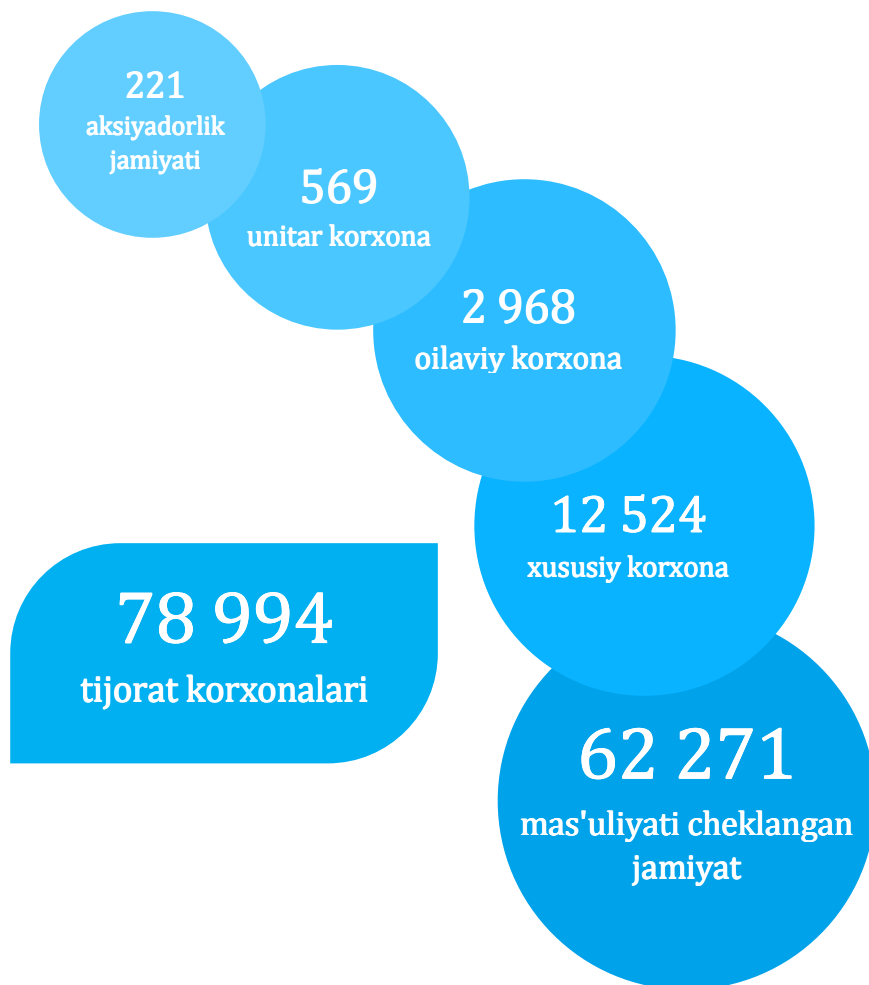 221
aksiyadorlik
jamiyati
569
unitar korxona
2 968
oilaviy korxona
12 524
xususiy korxona
78 994
tijorat korxonalari
62 271
mas'uliyati cheklangan
jamiyat